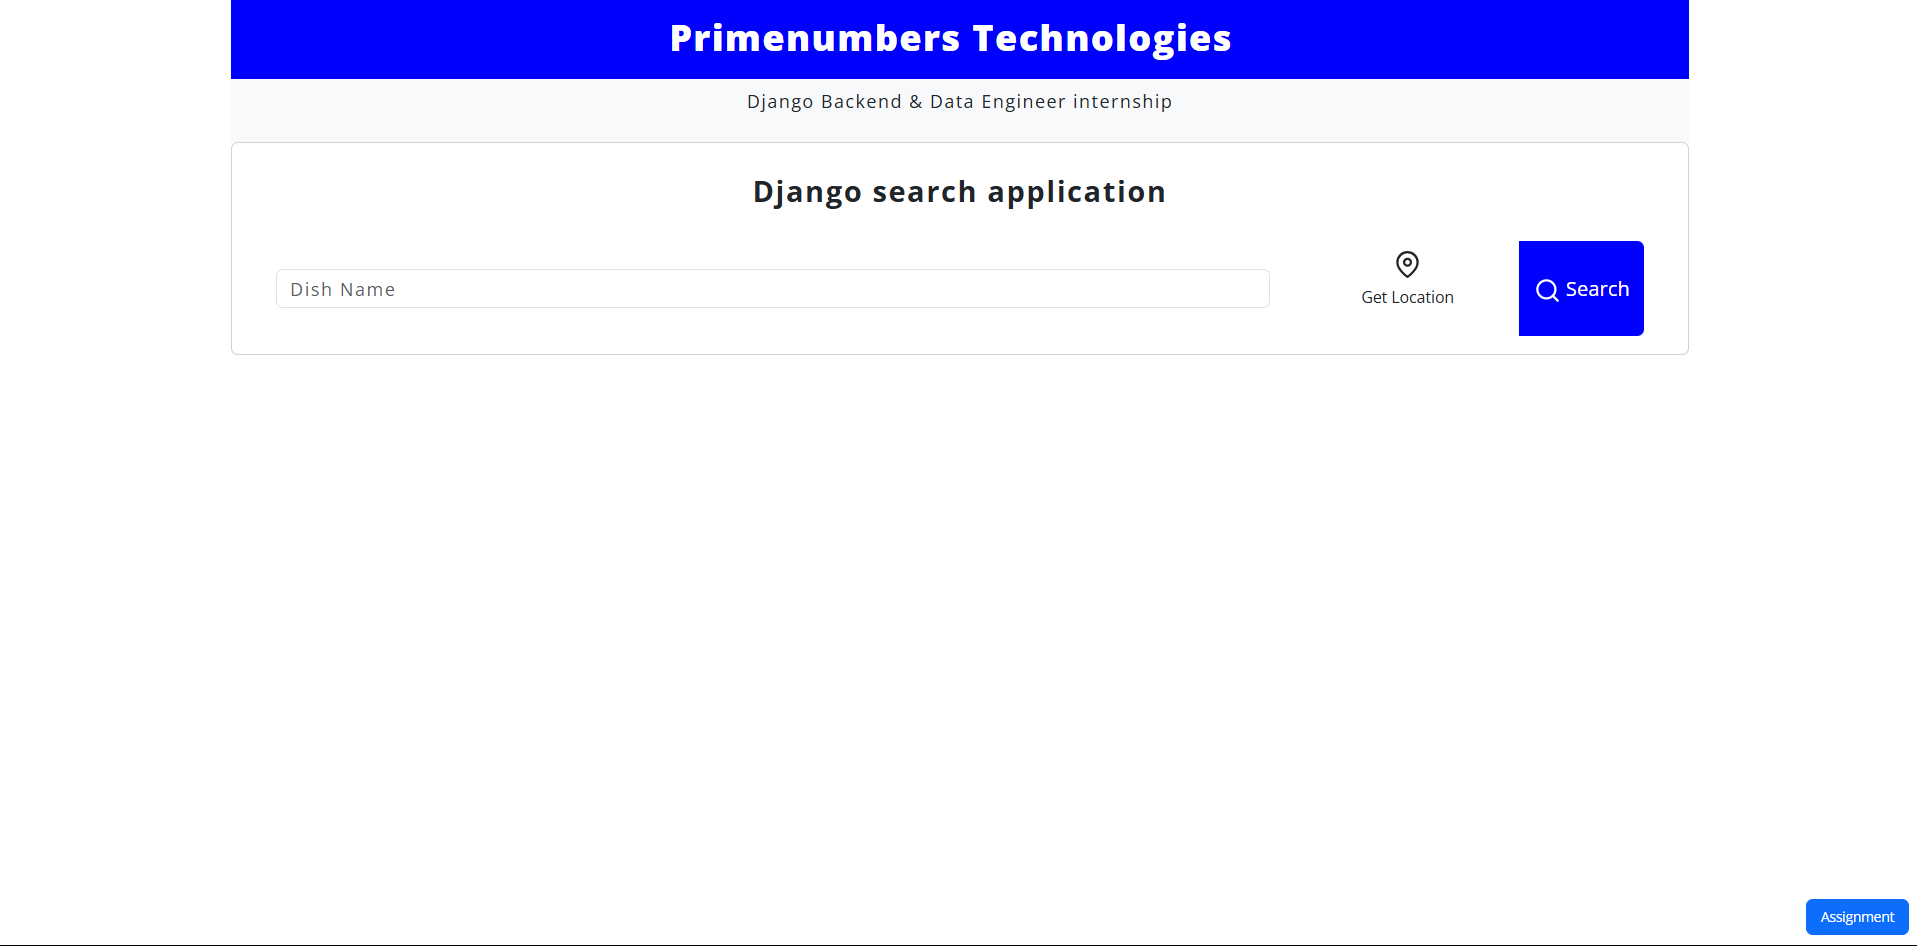 Primenumbers Technologies
Django Backend & Data Engineer internship
Django search application
Dish Name
Get Location
Search
Assignment